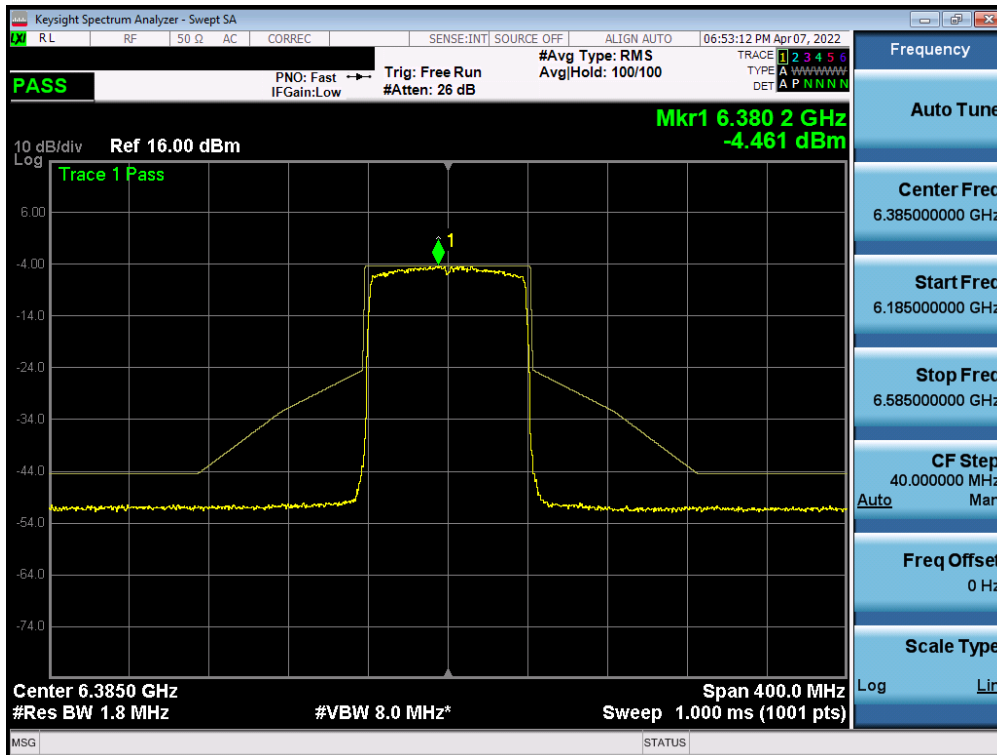 Keysight Spectrum Analyzer - Swept SA
LXI RL RF 50 Ω AC CORREC SENSE:INT SOURCE OFF ALIGN AUTO 06:53:12 PM Apr 07, 2022
PASS
PNO: Fast
IFGain:Low
Trig: Free Run
#Atten: 26 dB
#Avg Type: RMS
Avg|Hold: 100/100
TRACE 1 2 3 4 5 6
TYPE A WWWWW
DET A P N N N N
Mkr1 6.380 2 GHz
-4.461 dBm
10 dB/div Ref 16.00 dBm
Log
Trace 1 Pass
1
6.00
-4.00
-14.0
-24.0
-34.0
-44.0
-54.0
-64.0
-74.0
Center 6.3850 GHz Span 400.0 MHz
#Res BW 1.8 MHz #VBW 8.0 MHz* Sweep 1.000 ms (1001 pts)
MSG STATUS
Frequency
Auto Tune
Center Freq
6.385000000 GHz
Start Freq
6.185000000 GHz
Stop Freq
6.585000000 GHz
CF Step
40.000000 MHz
Auto Man
Freq Offset
0 Hz
Scale Type
Log Lin